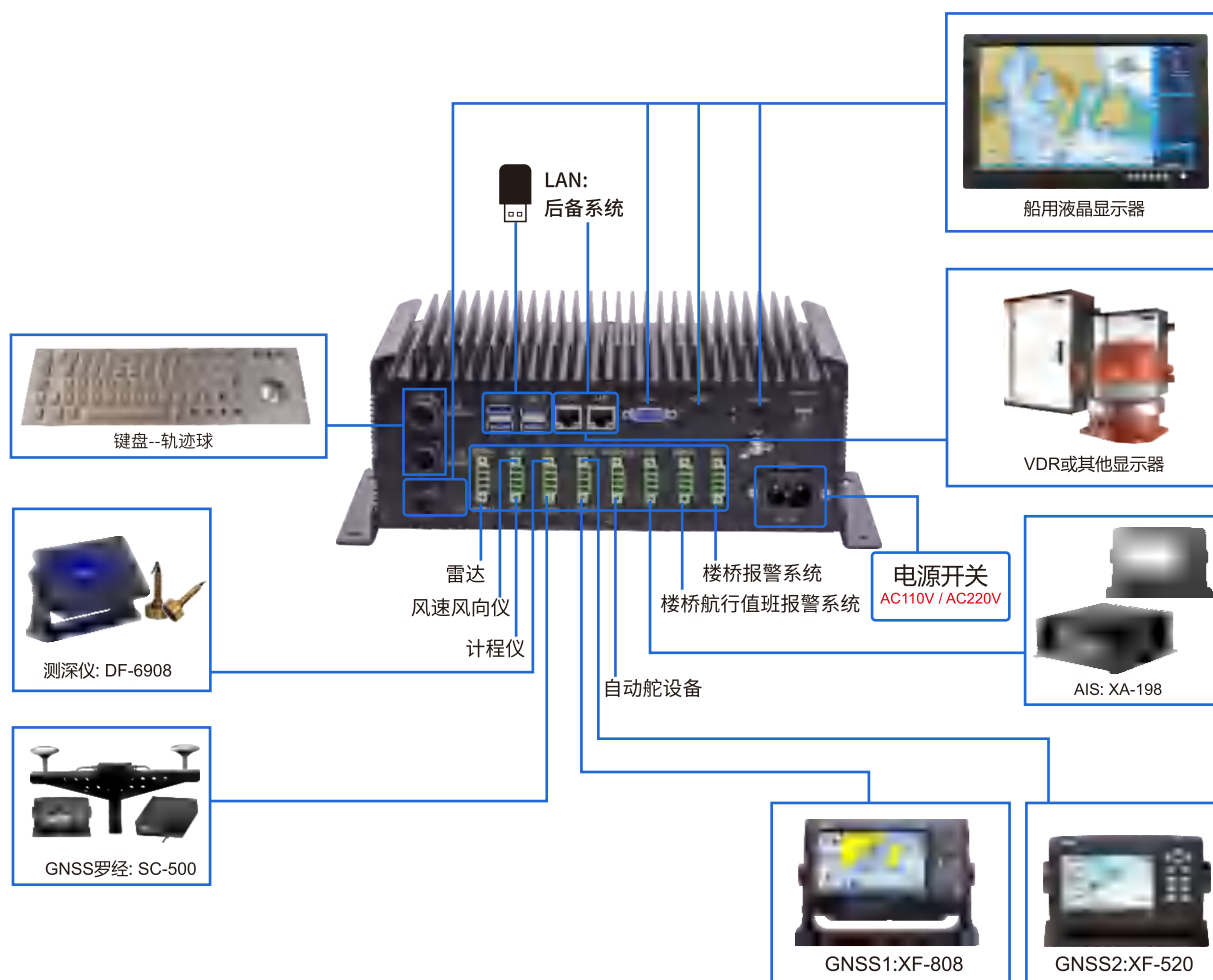 LAN:
后备系统
船用液晶显示器
键盘--轨迹球
VDR或其他显示器
雷达
风速风向仪
计程仪
楼桥报警系统
楼桥航行值班报警系统
自动舵设备
电源开关
AC110V / AC220V
测深仪: DF-6908
AIS: XA-198
GNSS罗经: SC-500
GNSS1:XF-808
GNSS2:XF-520